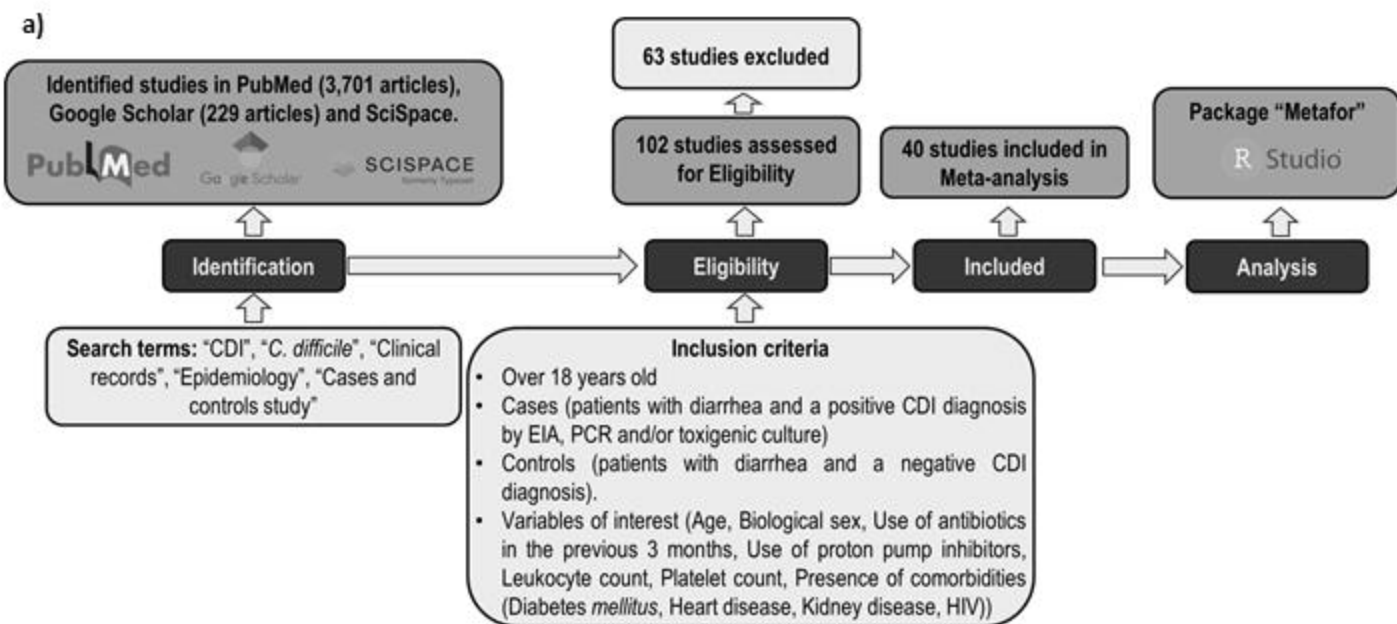 a)
63 studies excluded
Identified studies in PubMed (3,701 articles),
Google Scholar (229 articles) and SciSpace.
PubMed
Google Scholar
SCISPACE
formerly Typeset
102 studies assessed
for Eligibility
40 studies included in
Meta-analysis
Package “Metafor”
R Studio
Identification
Eligibility
Included
Analysis
Search terms: “CDI”, “C. difficile”, “Clinical
records”, “Epidemiology”, “Cases and
controls study”
Inclusion criteria
• Over 18 years old
• Cases (patients with diarrhea and a positive CDI diagnosis
by EIA, PCR and/or toxigenic culture)
• Controls (patients with diarrhea and a negative CDI
diagnosis).
• Variables of interest (Age, Biological sex, Use of antibiotics
in the previous 3 months, Use of proton pump inhibitors,
Leukocyte count, Platelet count, Presence of comorbidities
(Diabetes mellitus, Heart disease, Kidney disease, HIV))